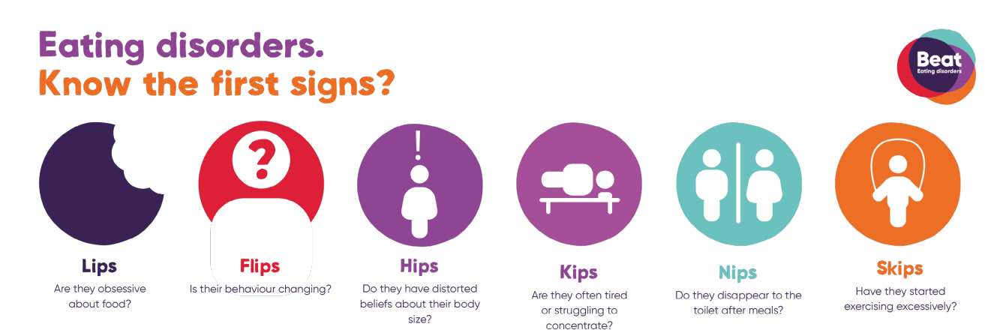 Eating disorders.
Know the first signs?
Beat
Eating disorders
?
!
Lips
Are they obsessive
about food?
Flips
Is their behaviour changing?
Hips
Do they have distorted
beliefs about their body
size?
Kips
Are they often tired
or struggling to
concentrate?
Nips
Do they disappear to the
toilet after meals?
Skips
Have they started
exercising excessively?